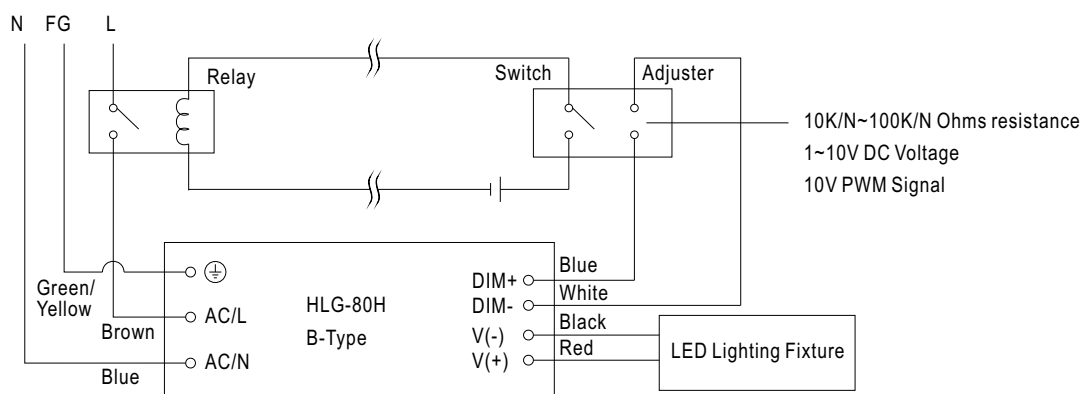 N FG L
Relay
Switch
Adjuster
10K/N~100K/N Ohms resistance
1~10V DC Voltage
10V PWM Signal
Green/
Yellow
Brown
Blue
AC/L
AC/N
HLG-80H
B-Type
DIM+
DIM-
V(-)
V(+)
Blue
White
Black
Red
LED Lighting Fixture